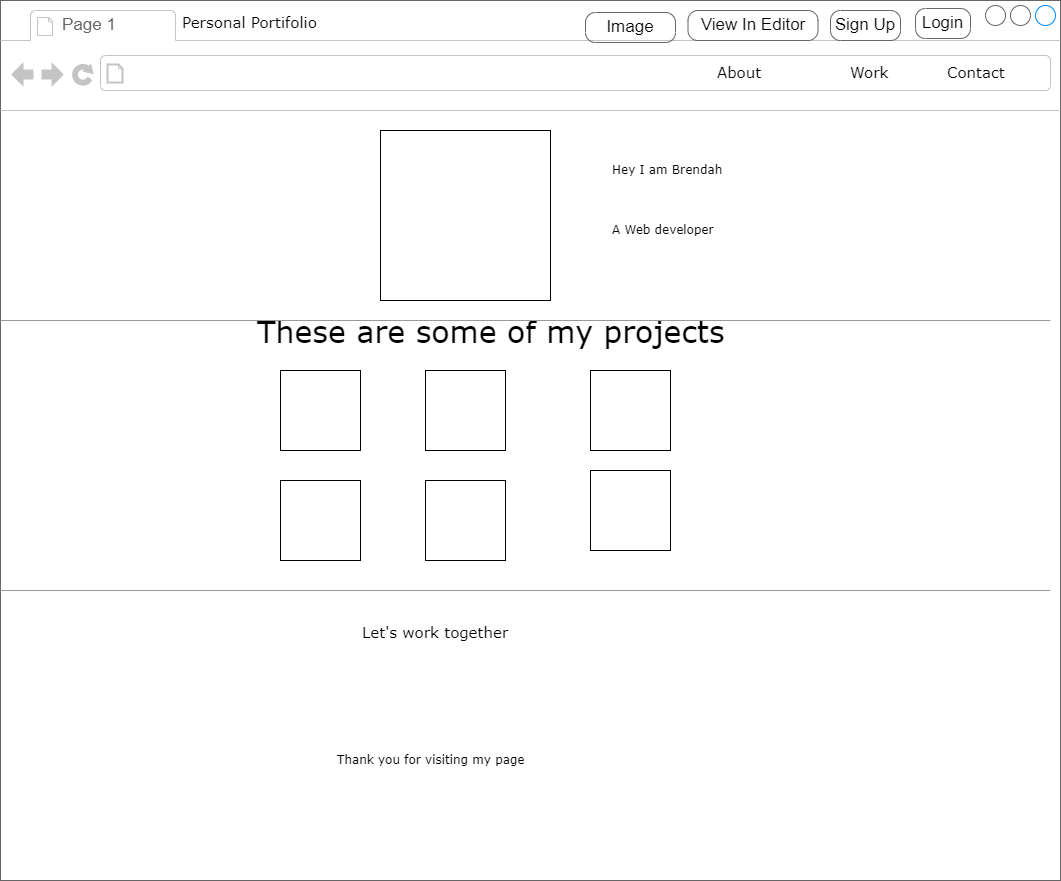 Page 1
Personal Portifolio
Image
View In Editor
Sign Up
Login
About
Work
Contact
Hey I am Brendah
A Web developer
These are some of my projects
Let's work together
Thank you for visiting my page